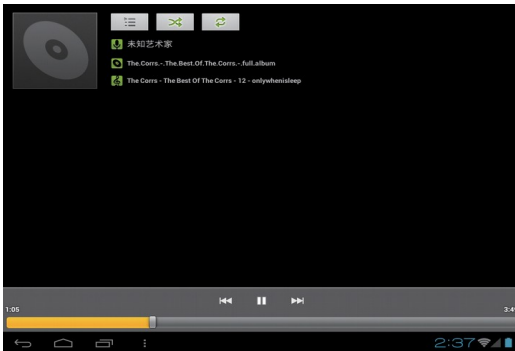 未知艺术家
The.Corrs.-.The.Best.Of.The.Corrs.-.full.album
The Corrs - The Best Of The Corrs - 12 - onlywhenisleep
1:05
2:37